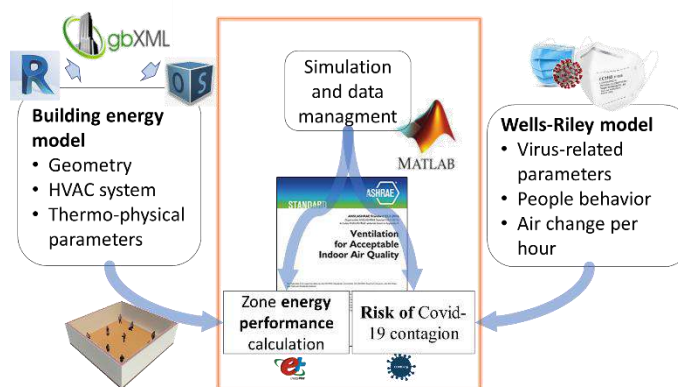 gbXML
R
OS
Building energy
model
• Geometry
• HVAC system
• Thermo-physical
parameters
Simulation
and data
managment
MATLAB
STANDARD
ASHRAE
Ventilation
for Acceptable
Indoor Air Quality
Zone energy
performance
calculation
Risk of Covid-
19 contagion
Wells-Riley model
• Virus-related
parameters
• People behavior
• Air change per
hour